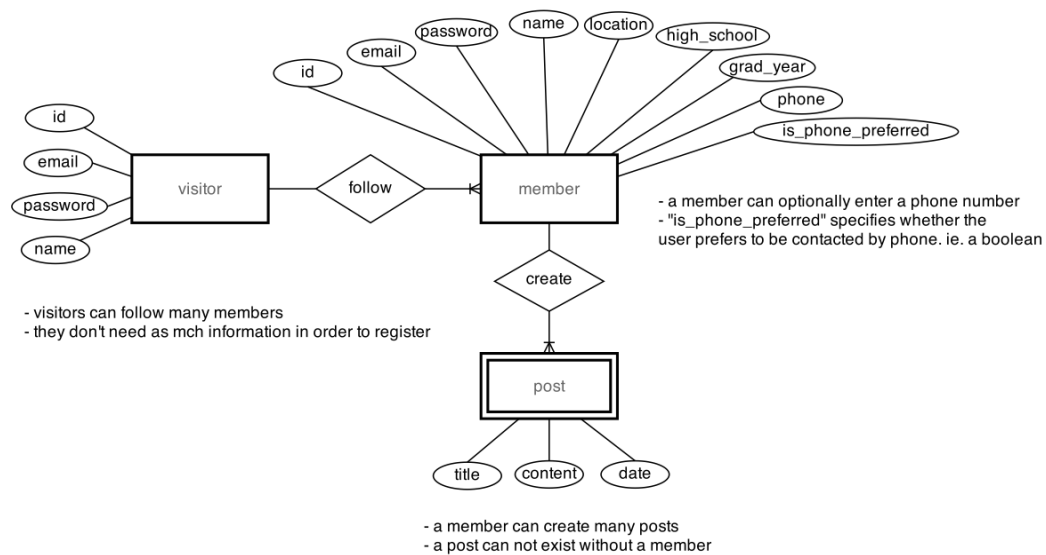 name
location
password
high_school
email
grad_year
id
phone
id
is_phone_preferred
email
visitor
follow
member
password
- a member can optionally enter a phone number
- "is_phone_preferred" specifies whether the
user prefers to be contacted by phone. ie. a boolean
name
create
- visitors can follow many members
- they don't need as mch information in order to register
post
title
content
date
- a member can create many posts
- a post can not exist without a member